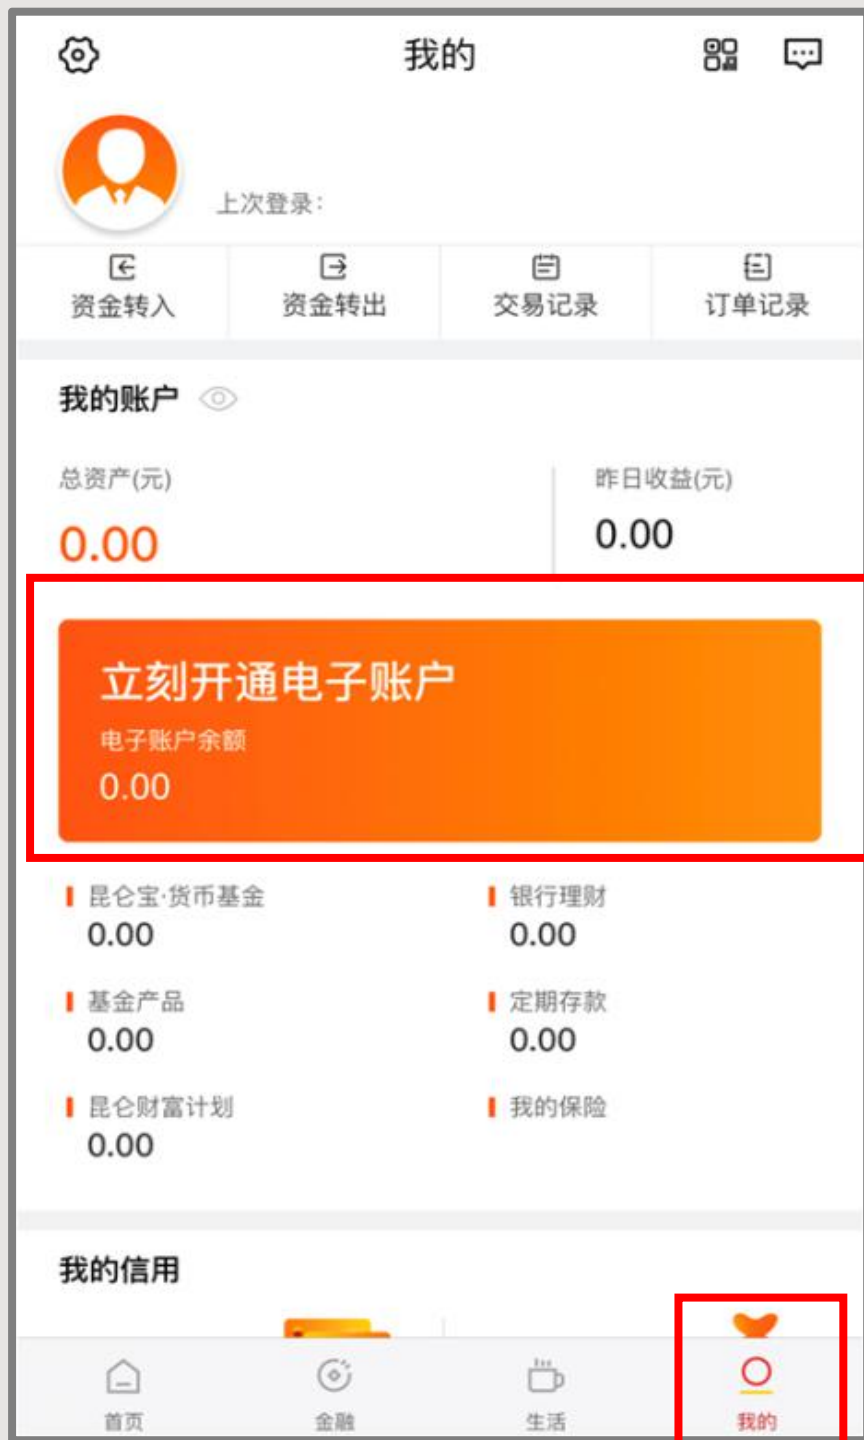 我的
上次登录：
资金转入 资金转出 交易记录 订单记录
我的账户
总资产(元) 昨日收益(元)
0.00 0.00
立刻开通电子账户
电子账户余额
0.00
昆仑宝·货币基金 银行理财
0.00 0.00
基金产品 定期存款
0.00 0.00
昆仑财富计划 我的保险
0.00
我的信用
首页 金融 生活 我的